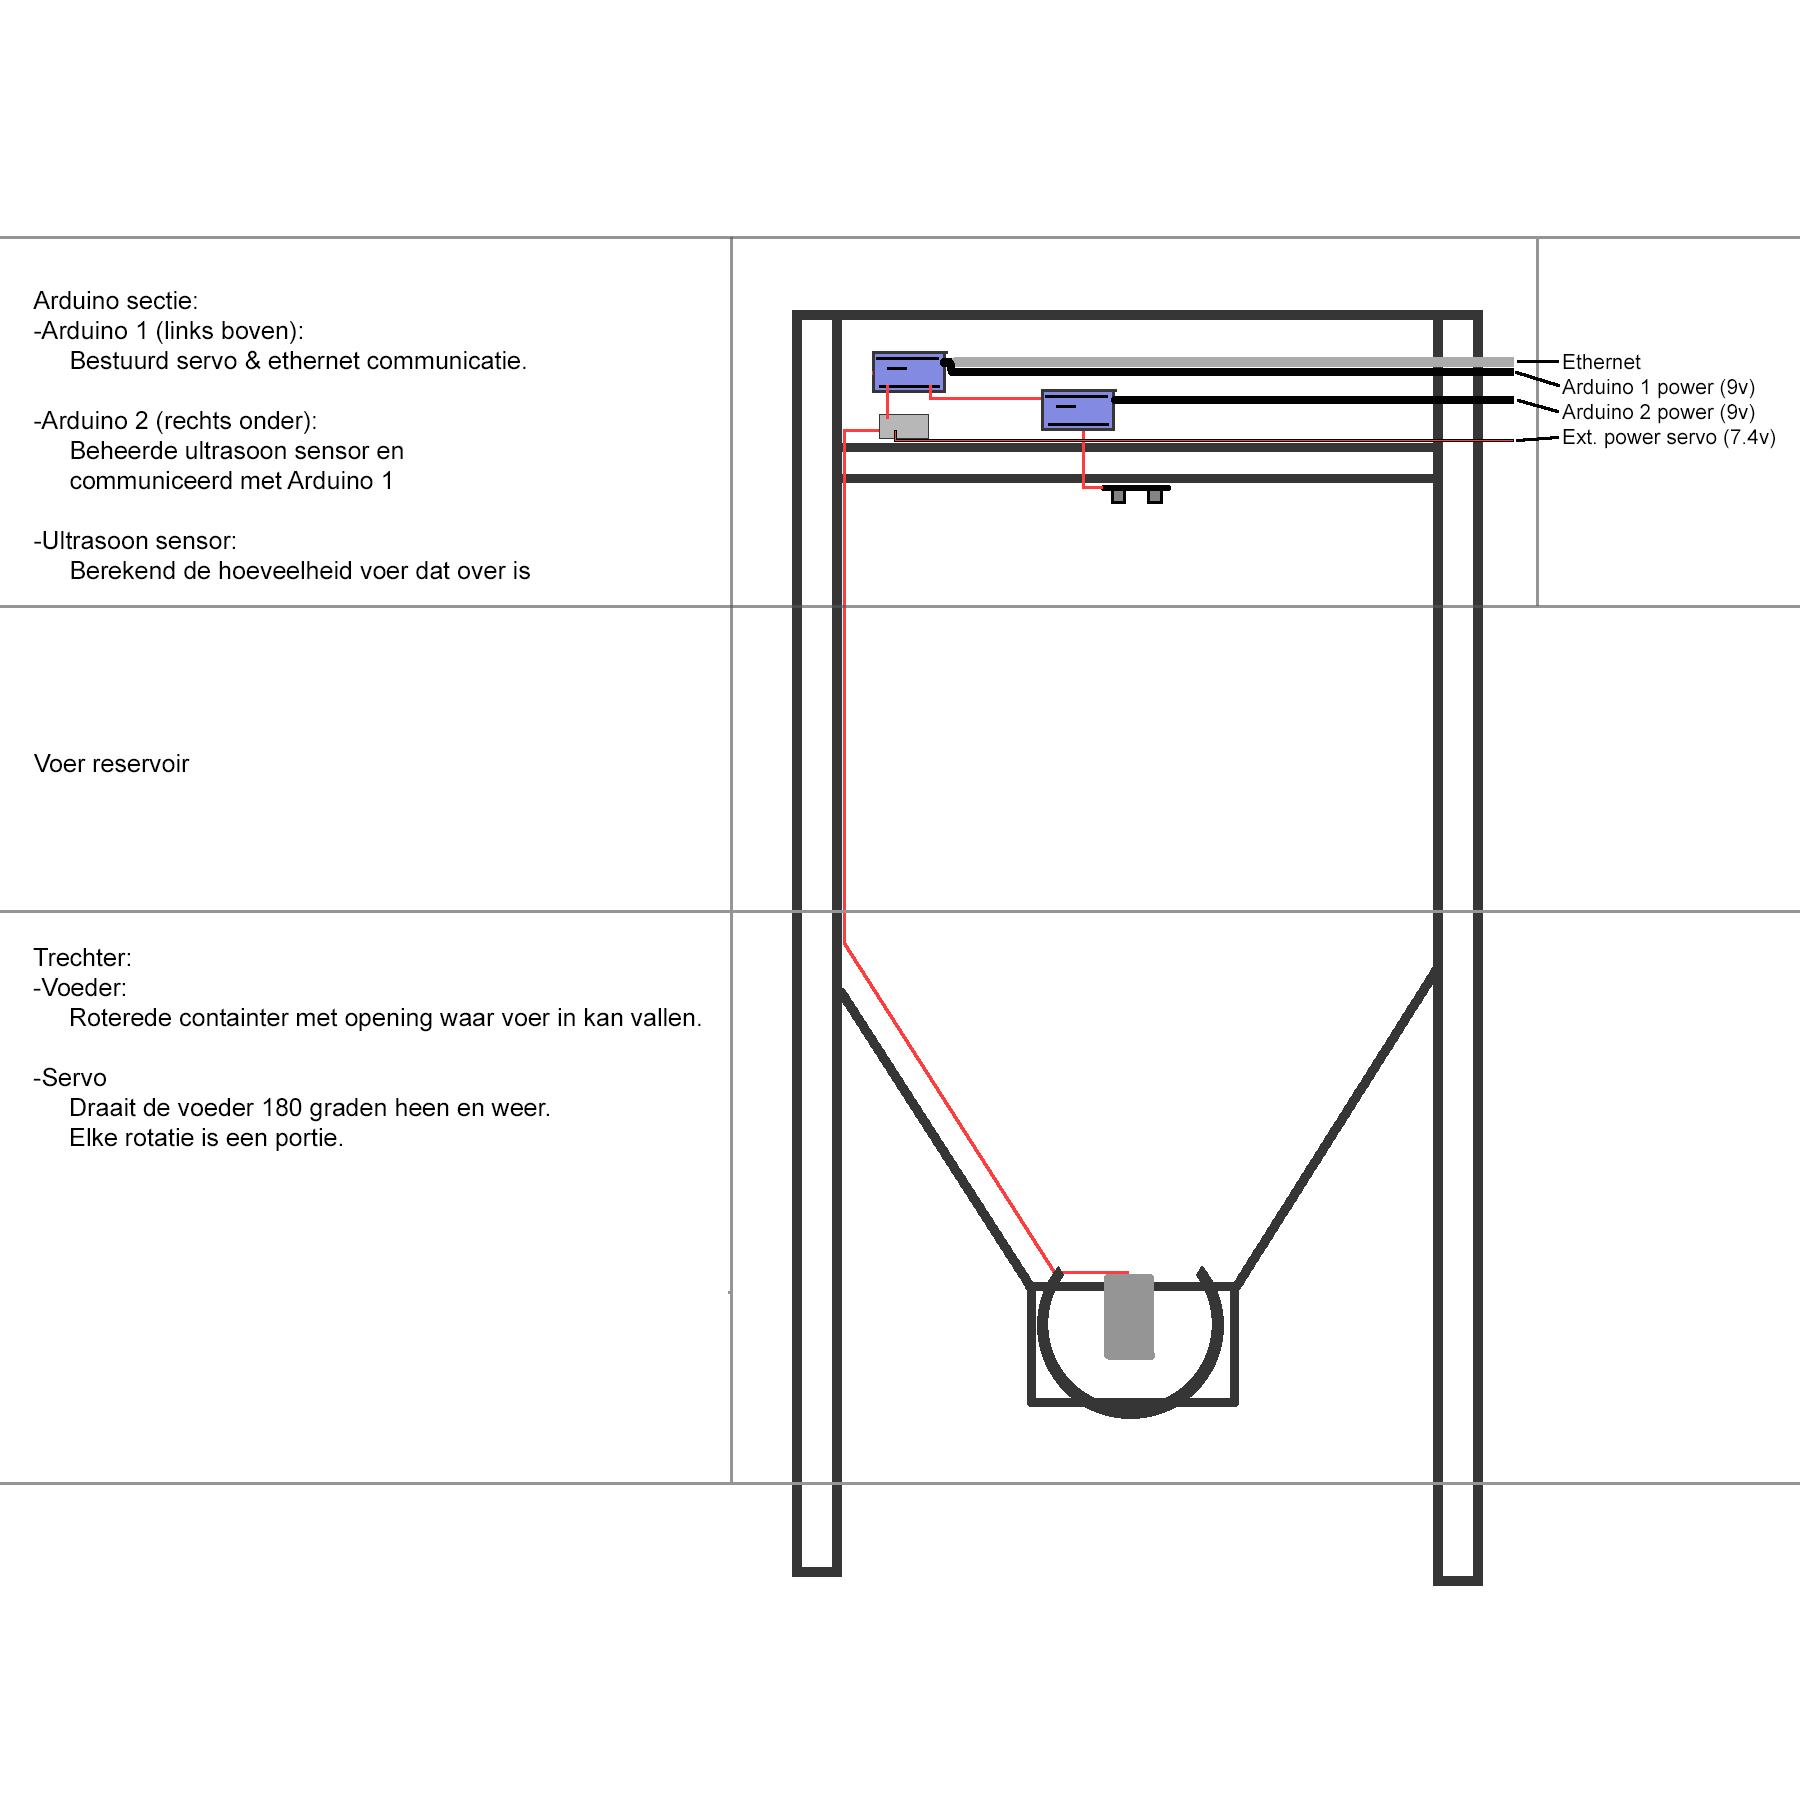 Arduino sectie:
-Arduino 1 (links boven):
Bestuurd servo & ethernet communicatie.
-Arduino 2 (rechts onder):
Beheerde ultrasoon sensor en
communiceerd met Arduino 1
-Ultrasoon sensor:
Berekend de hoeveelheid voer dat over is
Ethernet
Arduino 1 power (9v)
Arduino 2 power (9v)
Ext. power servo (7.4v)
Voer reservoir
Trechter:
-Voeder:
Roterede containter met opening waar voer in kan vallen.
-Servo
Draait de voeder 180 graden heen en weer.
Elke rotatie is een portie.